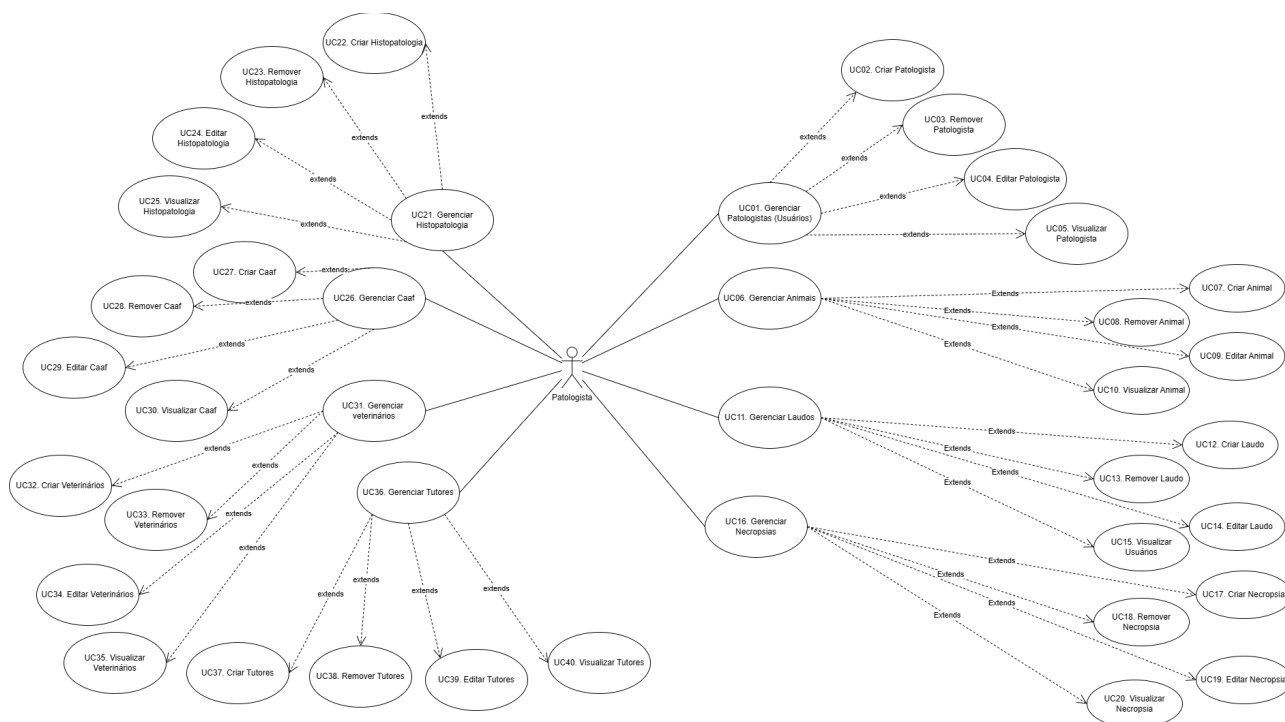 UC22. Criar Histopatologia
UC23. Remover
Histopatologia
UC24. Editar
Histopatologia
UC25. Visualizar
Histopatologia
extends
extends
extends
extends
UC21. Gerenciar
Histopatologia
UC02. Criar Patologista
UC03. Remover
Patologista
UC04. Editar Patologista
UC05. Visualizar
Patologista
extends
extends
extends
extends
UC01. Gerenciar
Patologistas (Usuários)
UC27. Criar Caaf
UC28. Remover Caaf
UC29. Editar Caaf
UC30. Visualizar Caaf
extends
extends
extends
extends
UC26. Gerenciar Caaf
UC06. Gerenciar Animais
Extends
Extends
Extends
Extends
UC07. Criar Animal
UC08. Remover Animal
UC09. Editar Animal
UC10. Visualizar Animal
Patologista
UC31. Gerenciar
veterinários
extends
extends
extends
extends
UC32. Criar Veterinários
UC33. Remover
Veterinários
UC34. Editar Veterinários
UC35. Visualizar
Veterinários
UC11. Gerenciar Laudos
Extends
Extends
Extends
Extends
UC12. Criar Laudo
UC13. Remover Laudo
UC14. Editar Laudo
UC15. Visualizar
Usuários
UC36. Gerenciar Tutores
extends
extends
extends
extends
UC37. Criar Tutores
UC38. Remover Tutores
UC39. Editar Tutores
UC40. Visualizar Tutores
UC16. Gerenciar
Necropsias
Extends
Extends
Extends
Extends
UC17. Criar Necropsia
UC18. Remover
Necropsia
UC19. Editar Necropsia
UC20. Visualizar
Necropsia